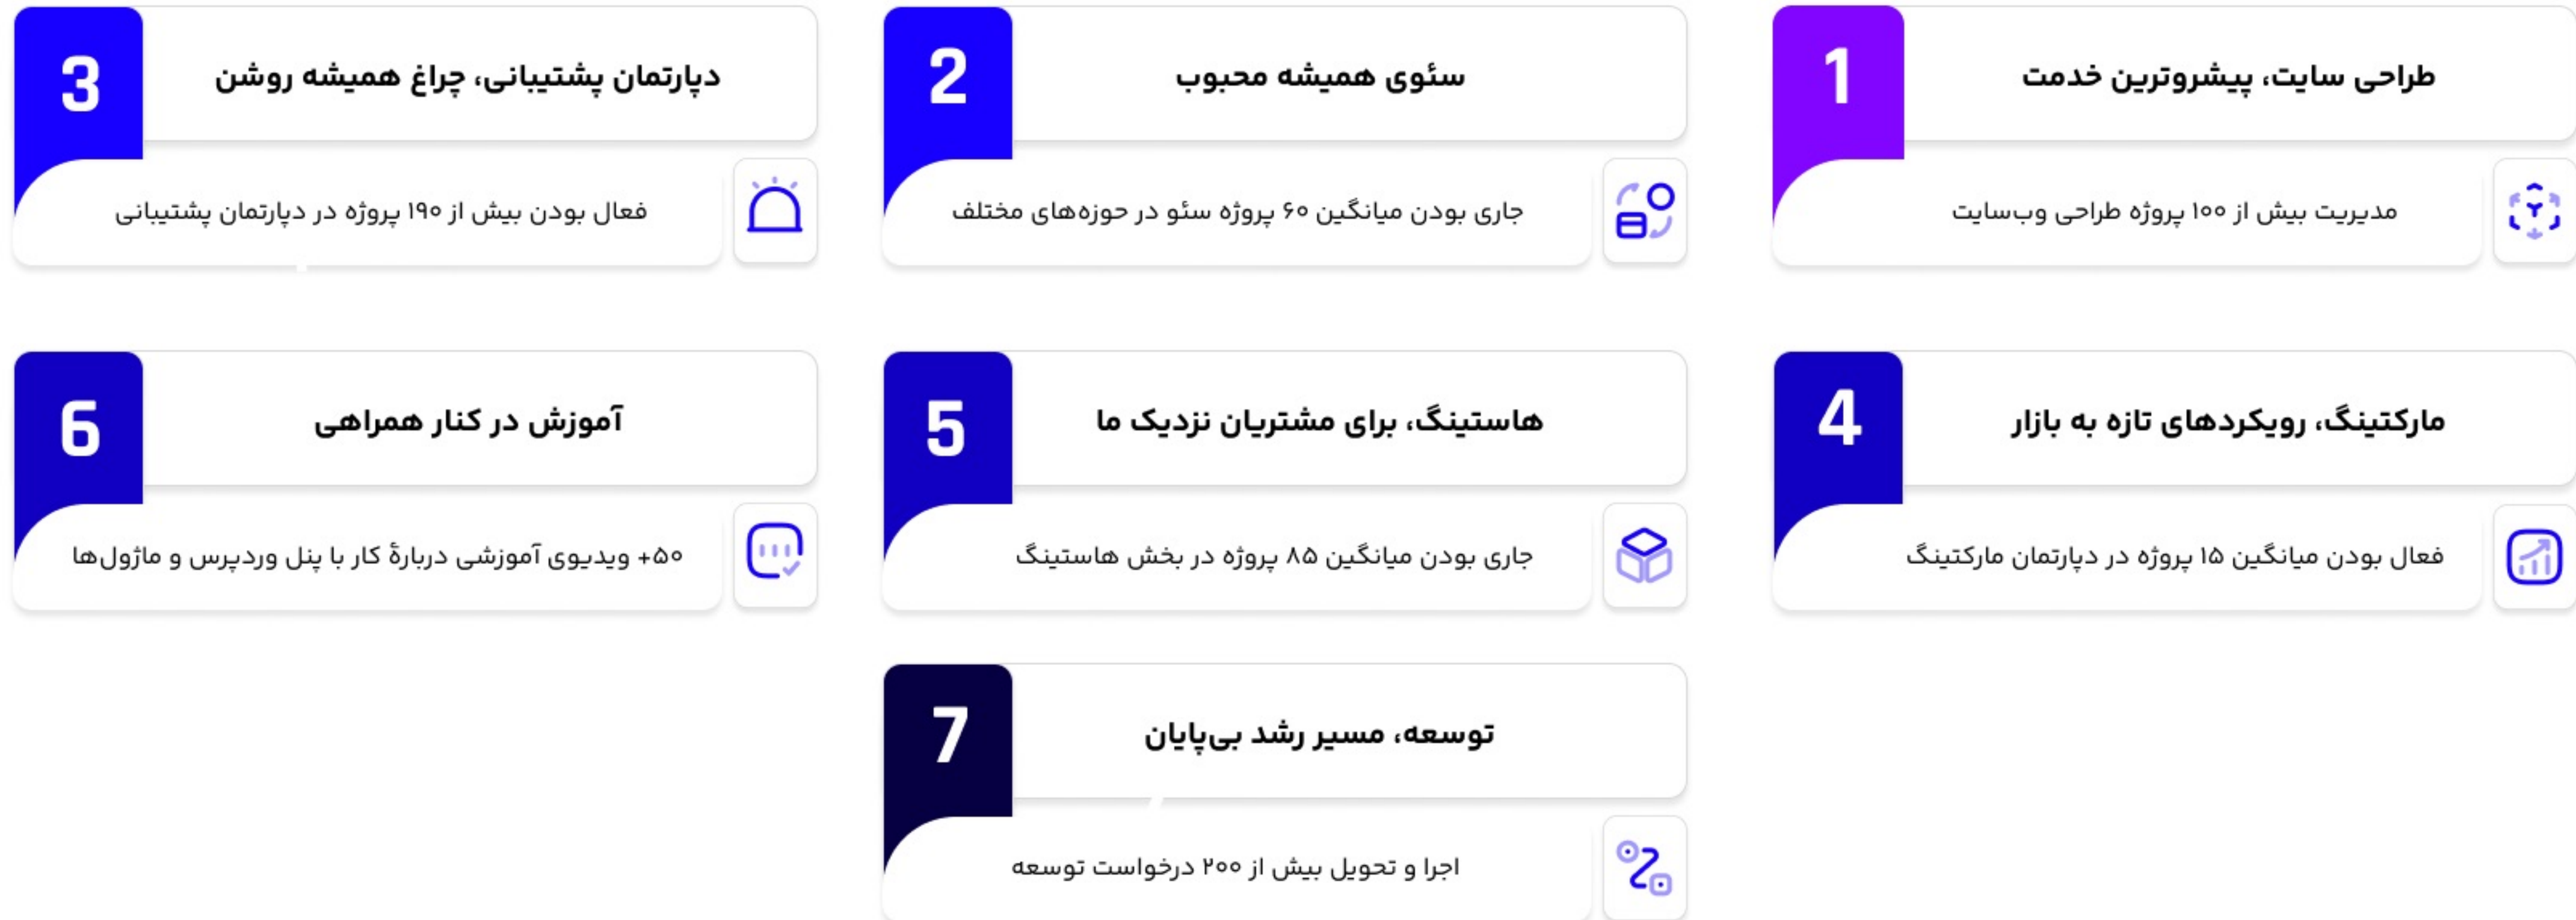 1
طراحی سایت، پیشروترین خدمت
مدیریت بیش از ۱۰۰ پروژه طراحی وب‌سایت
2
سئوی همیشه محبوب
جاری بودن میانگین ۶۰ پروژه سئو در حوزه‌های مختلف
3
دپارتمان پشتیبانی، چراغ همیشه روشن
فعال بودن بیش از ۱۹۰ پروژه در دپارتمان پشتیبانی
4
مارکتینگ، رویکردهای تازه به بازار
فعال بودن میانگین ۱۵ پروژه در دپارتمان مارکتینگ
5
هاستینگ، برای مشتریان نزدیک ما
جاری بودن میانگین ۸۵ پروژه در بخش هاستینگ
6
آموزش در کنار همراهی
۵۰+ ویدیوی آموزشی دربارهٔ کار با پنل وردپرس و ماژول‌ها
7
توسعه، مسیر رشد بی‌پایان
اجرا و تحویل بیش از ۲۰۰ درخواست توسعه